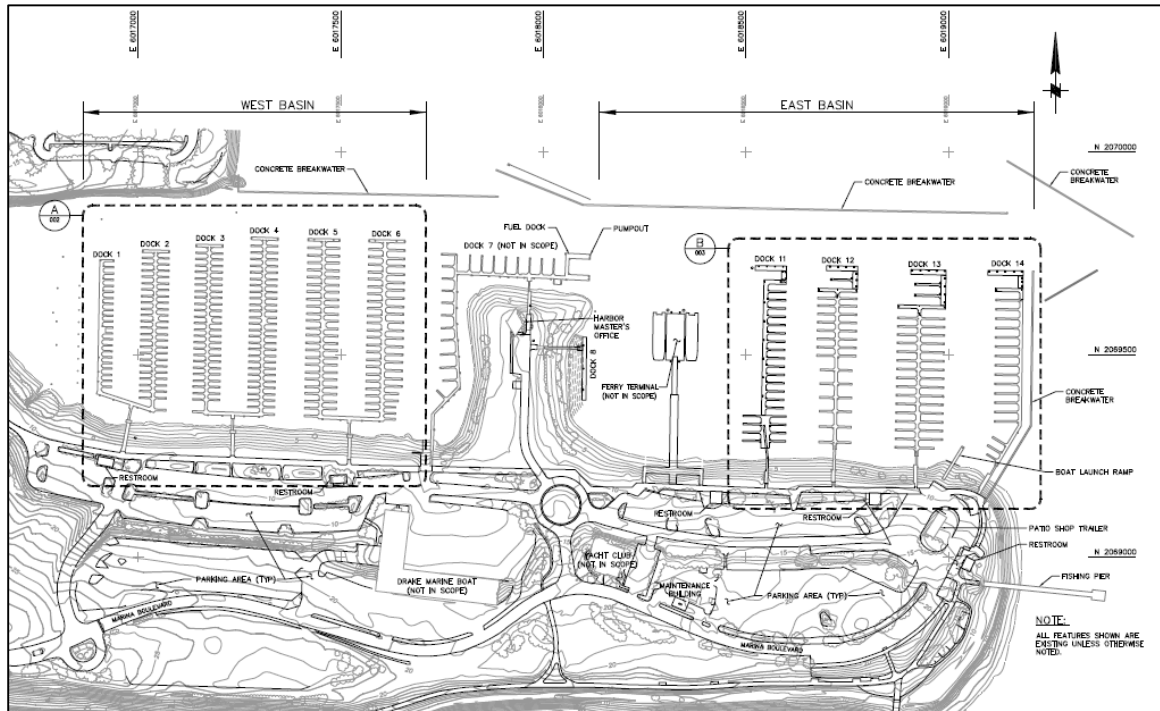 E 6017000
E 6017500
E 6018000
E 6018500
E 6019000
WEST BASIN
EAST BASIN
N 2070000
CONCRETE BREAKWATER
CONCRETE BREAKWATER
CONCRETE
BREAKWATER
A
002
DOCK 1
DOCK 2
DOCK 3
DOCK 4
DOCK 5
DOCK 6
FUEL DOCK
PUMPOUT
DOCK 7 (NOT IN SCOPE)
B
003
DOCK 11
DOCK 12
DOCK 13
DOCK 14
HARBOR
MASTER'S
OFFICE
DOCK 8
N 2069500
FERRY TERMINAL
(NOT IN SCOPE)
CONCRETE
BREAKWATER
BOAT LAUNCH RAMP
RESTROOM
RESTROOM
RESTROOM
RESTROOM
PATIO SHOP TRAILER
RESTROOM
N 2069000
YACHT CLUB
(NOT IN SCOPE)
PARKING AREA (TYP)
DRAKE MARINE BOAT
(NOT IN SCOPE)
MAINTENANCE
BUILDING
PARKING AREA (TYP)
FISHING PIER
MARINA BOULEVARD
MARINA BOULEVARD
NOTE:
ALL FEATURES SHOWN ARE
EXISTING UNLESS OTHERWISE
NOTED.